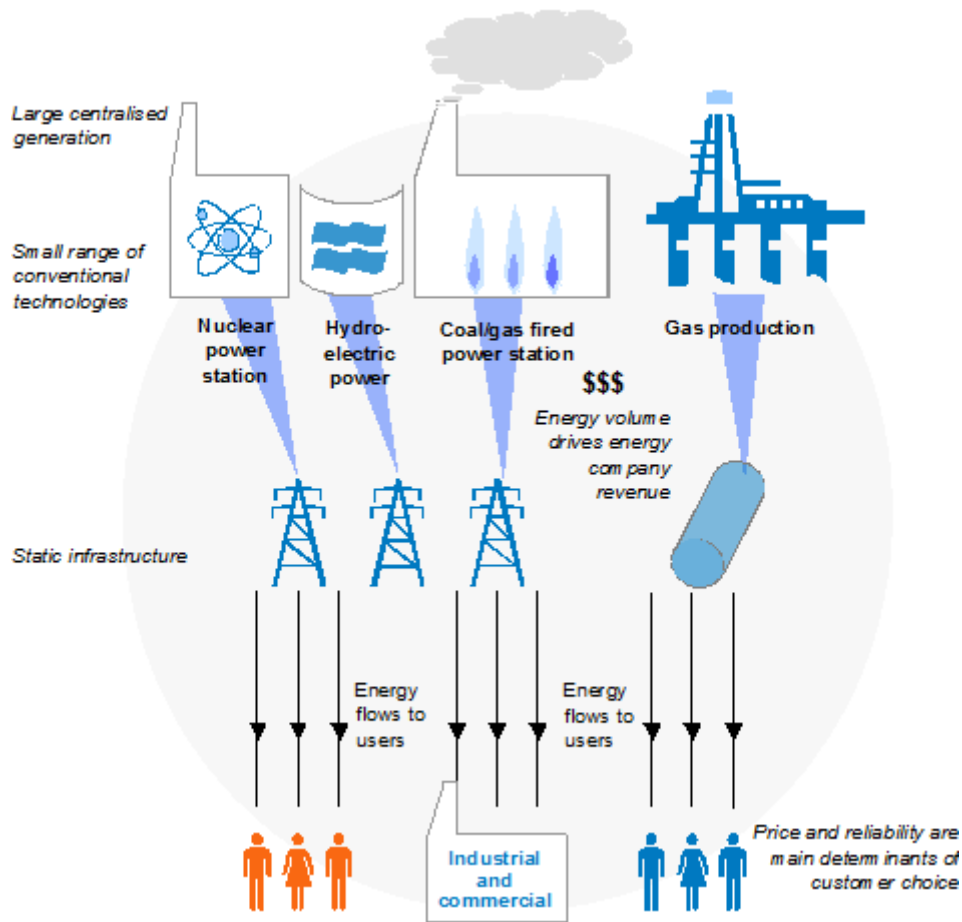 Large centralised
generation
Small range of
conventional
technologies
Nuclear
power
station
Hydro-
electric
power
Coal/gas fired
power station
Gas production
$$$
Energy volume
drives energy
company
revenue
Static infrastructure
Energy
flows to
users
Energy
flows to
users
Industrial
and
commercial
Price and reliability are
main determinants of
customer choice